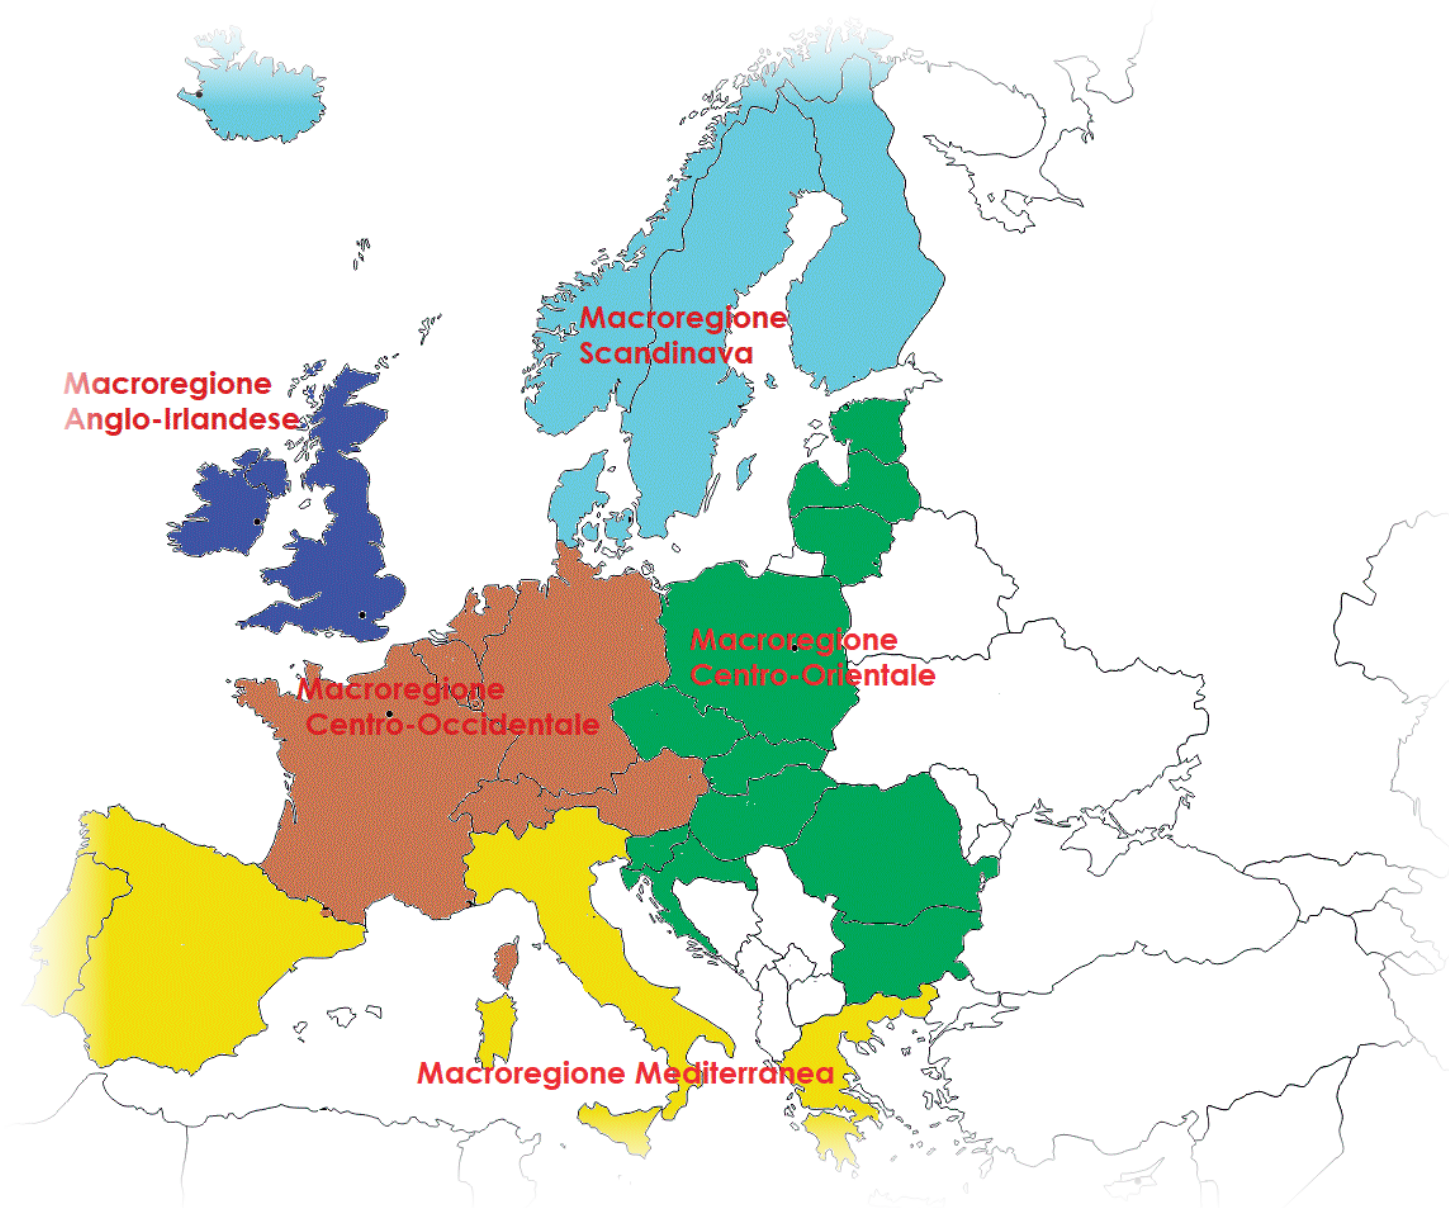 Macroregione
Scandinava
Macroregione
Anglo-Irlandese
Macroregione
Centro-Orientale
Macroregione
Centro-Occidentale
Macroregione Mediterranea